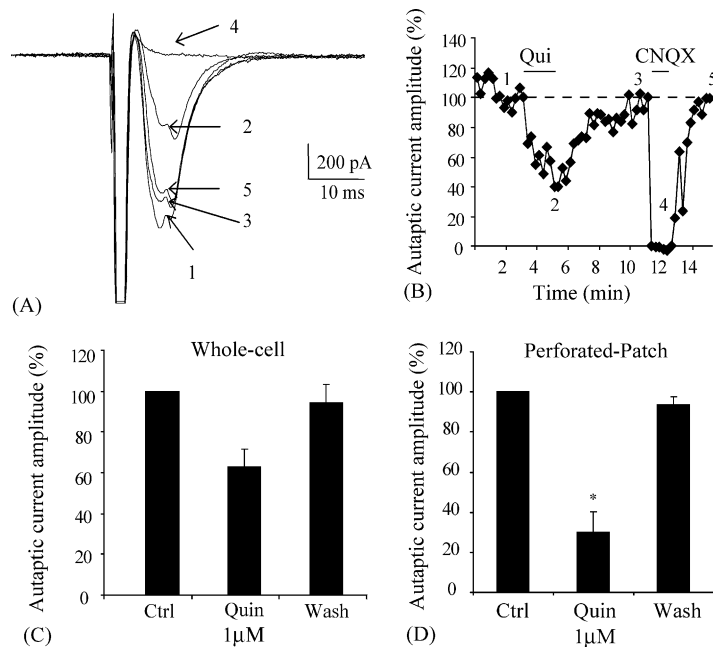 4
2
5
3
1
200 pA
10 ms
(A)
Autaptic current amplitude (%)
140
120
100
80
60
40
20
0
Qui
CNQX
1
3
5
2
4
2 4 6 8 10 12 14
Time (min)
(B)
Whole-cell
Autaptic current amplitude (%)
120
100
80
60
40
20
0
Ctrl Quin Wash
1µM
(C)
Perforated-Patch
Autaptic current amplitude (%)
120
100
80
60
40
20
0
*
Ctrl Quin Wash
1µM
(D)